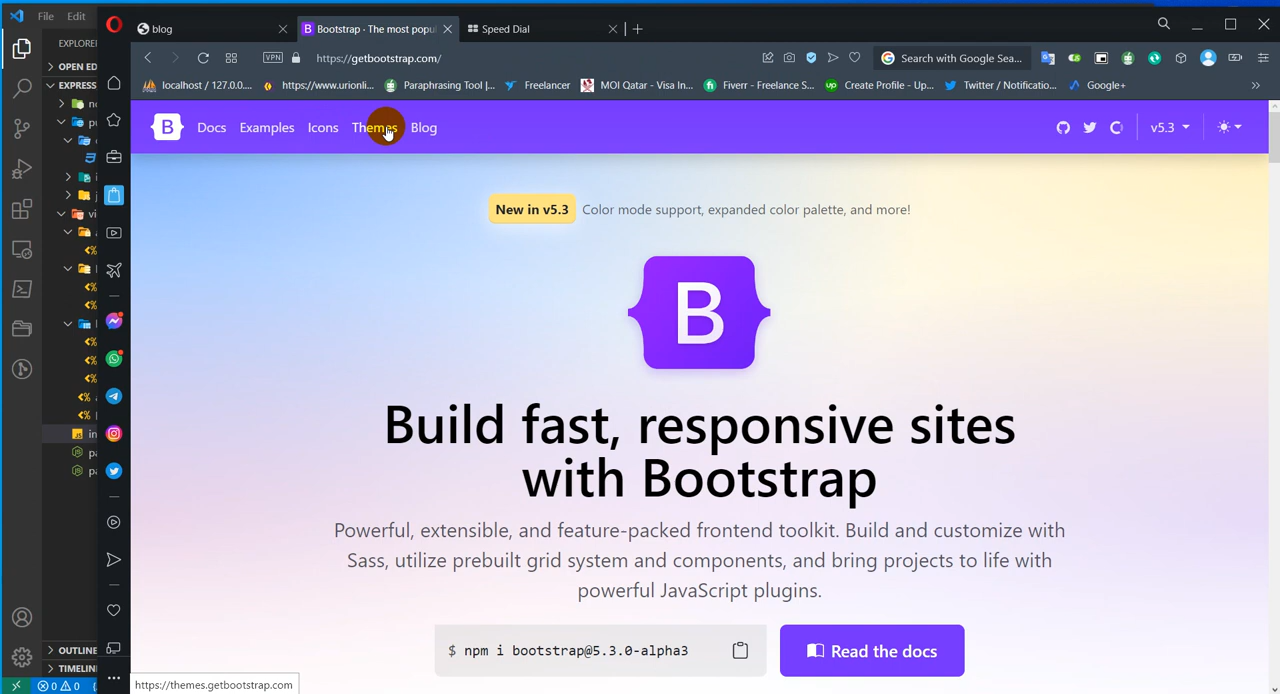 File Edit
blog
Bootstrap - The most popu
Speed Dial
VPN
https://getbootstrap.com/
Search with Google Sea...
localhost / 127.0.0....
https://www.urionli...
Paraphrasing Tool |...
Freelancer
MOI Qatar - Visa In...
Fiverr - Freelance S...
Create Profile - Up...
Twitter / Notificatio...
Google+
EXPLORE
OPEN ED
EXPRESS
OUTLINE
TIMELIN
0 0
B Docs Examples Icons Themes Blog
v5.3
New in v5.3 Color mode support, expanded color palette, and more!
B
Build fast, responsive sites
with Bootstrap
Powerful, extensible, and feature-packed frontend toolkit. Build and customize with
Sass, utilize prebuilt grid system and components, and bring projects to life with
powerful JavaScript plugins.
$ npm i bootstrap@5.3.0-alpha3
Read the docs
https://themes.getbootstrap.com